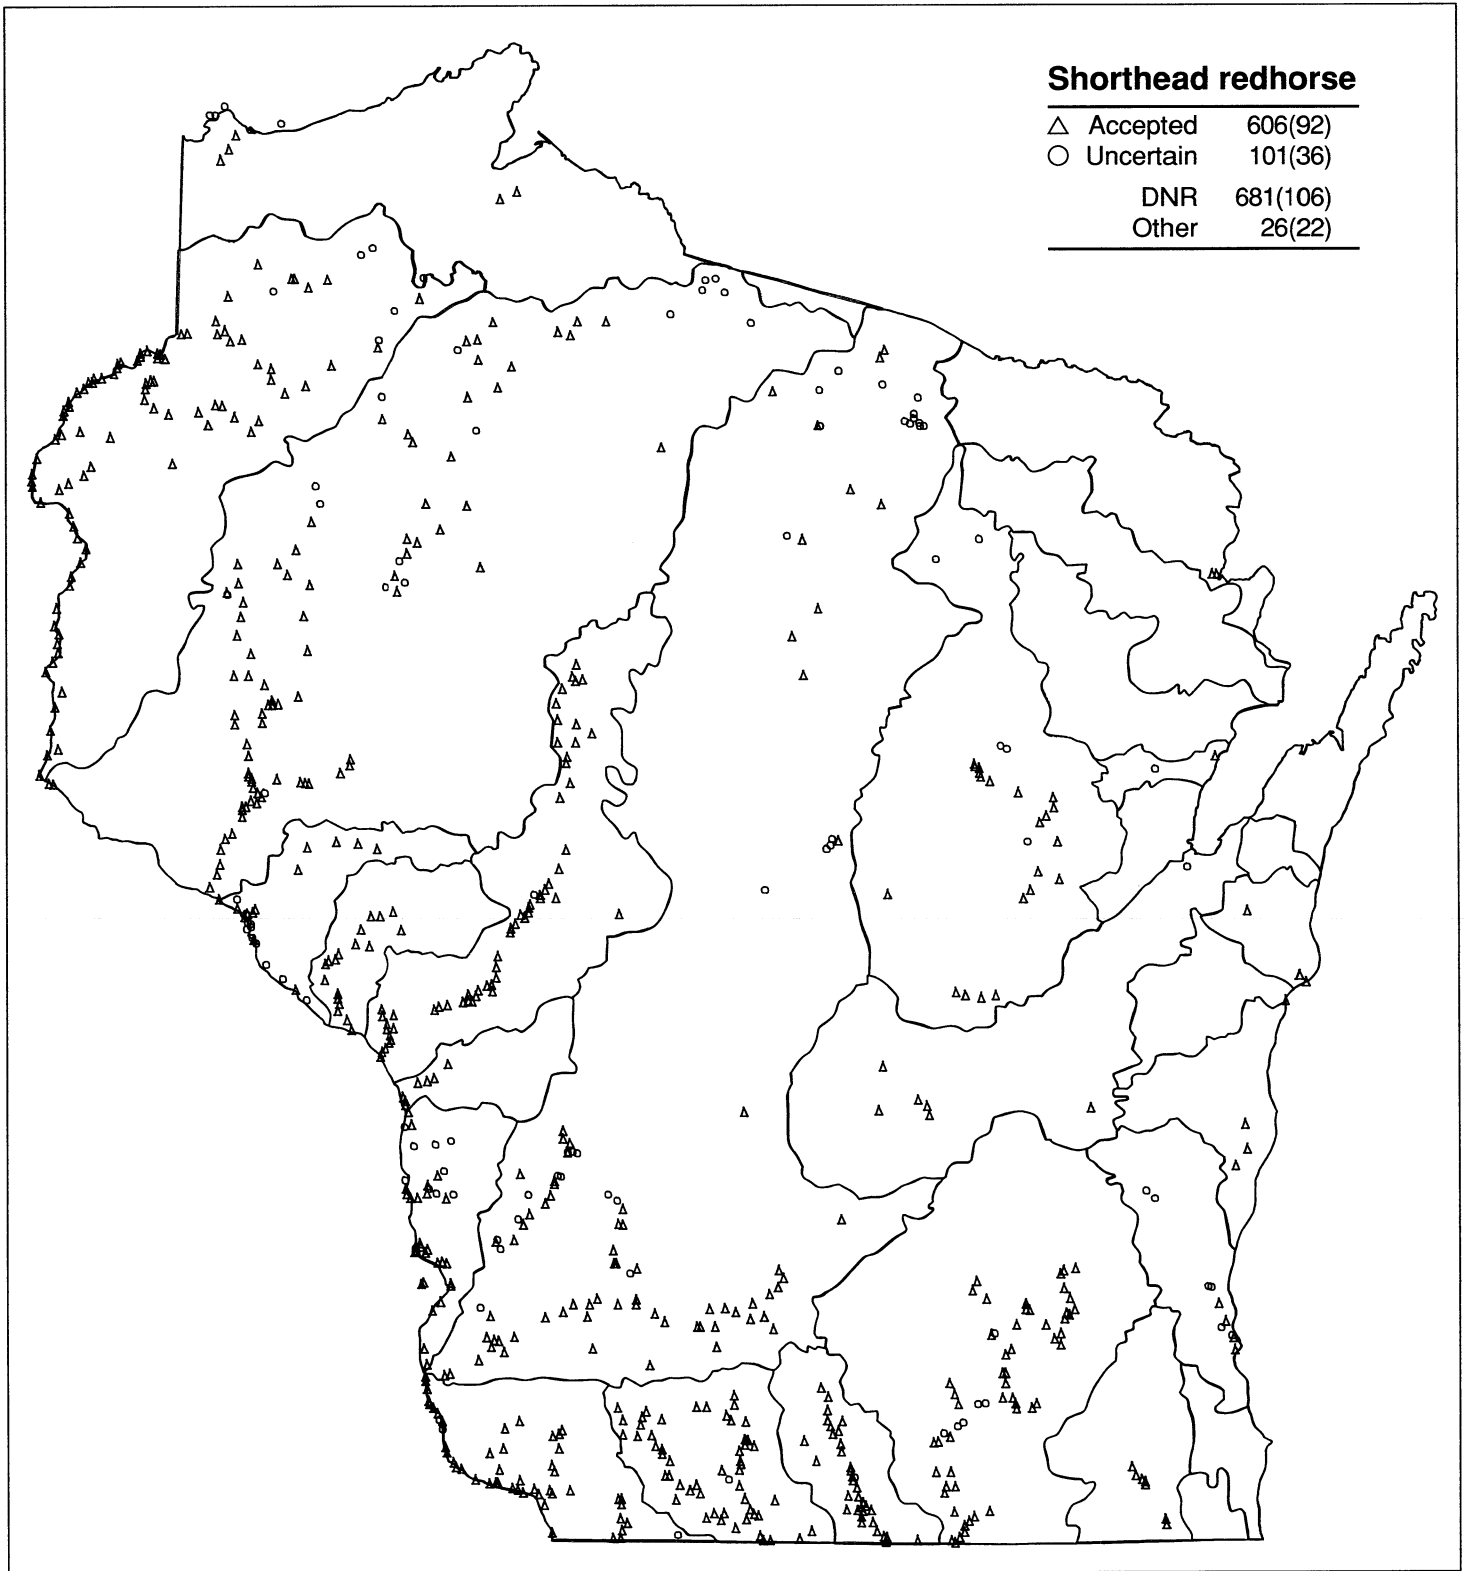 Shorthead redhorse
△ Accepted 606(92)
○ Uncertain 101(36)
DNR 681(106)
Other 26(22)